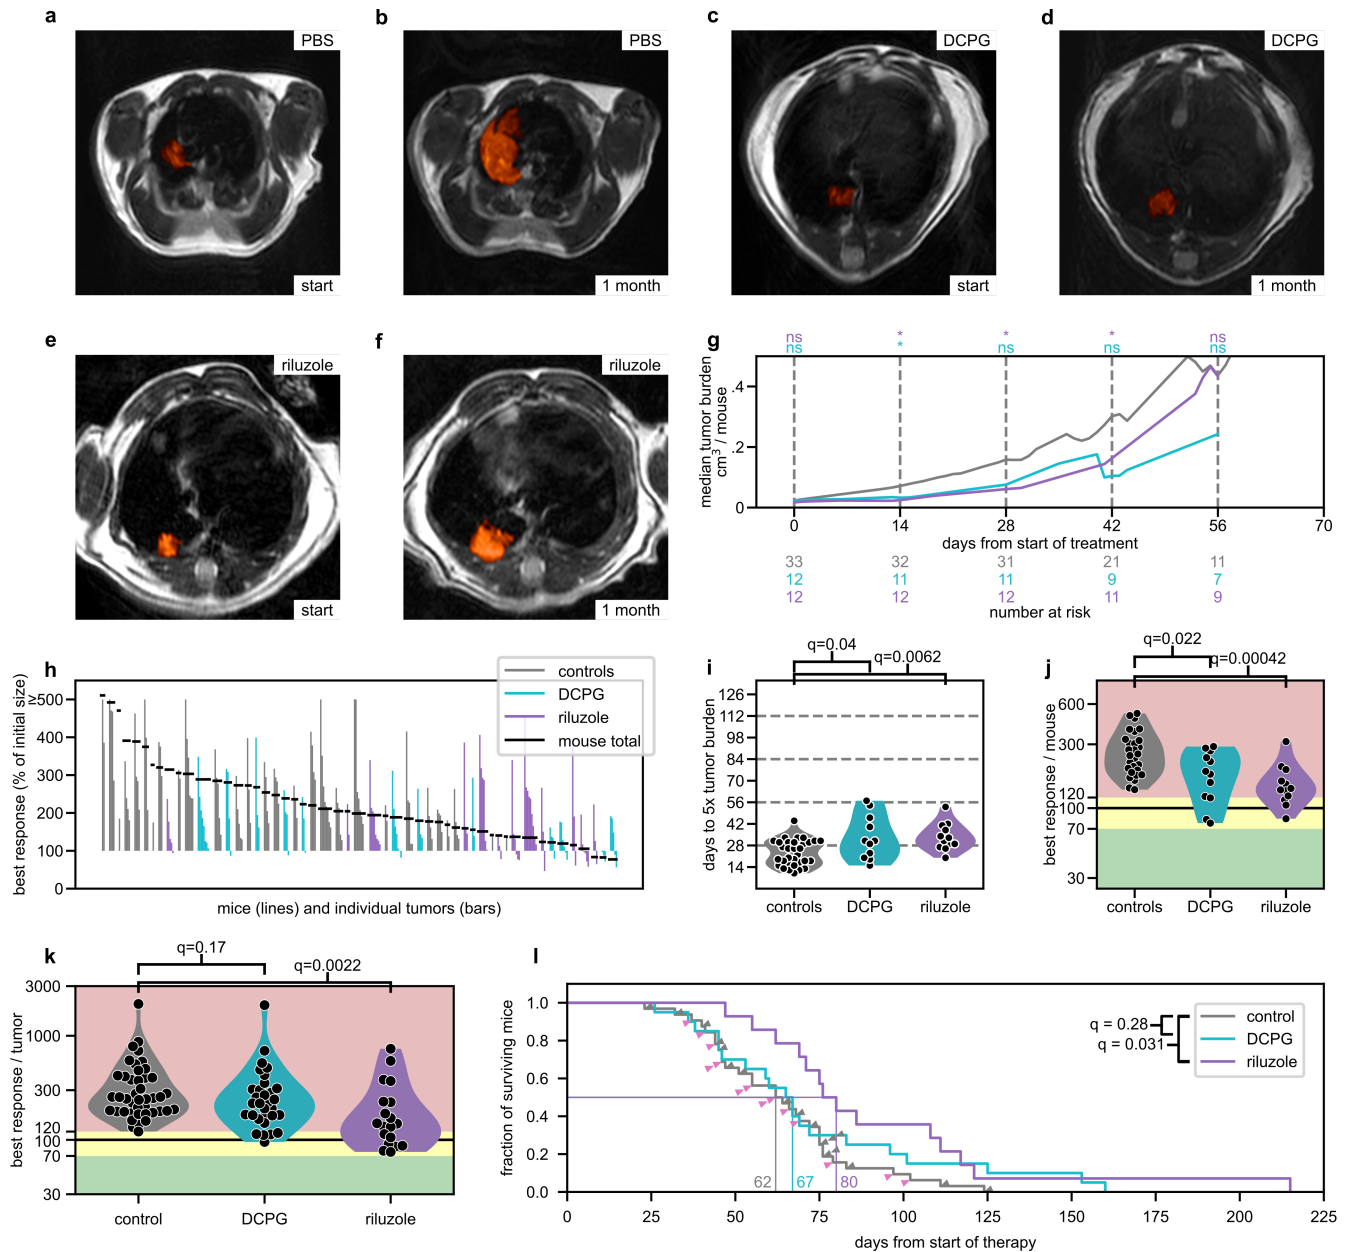 a
b
c
d
PBS
PBS
DCPG
DCPG
start
1 month
start
1 month
e
f
g
riluzole
riluzole
start
1 month
ns * * * ns
ns * ns ns ns
median tumor burden
cm³ / mouse
.4
.2
0
0 14 28 42 56 70
days from start of treatment
33 32 31 21 11
12 11 11 9 7
12 12 12 11 9
number at risk
h
best response (% of initial size)
≥500
400
300
200
100
0
controls
DCPG
riluzole
mouse total
mice (lines) and individual tumors (bars)
i
q=0.04
q=0.0062
days to 5x tumor burden
126
112
98
84
70
56
42
28
14
controls DCPG riluzole
j
q=0.022
q=0.00042
best response / mouse
600
300
120
100
70
30
controls DCPG riluzole
k
q=0.17
q=0.0022
best response / tumor
3000
1000
300
120
100
70
30
control DCPG riluzole
l
fraction of surviving mice
1.0
0.8
0.6
0.4
0.2
0.0
q = 0.28
q = 0.031
control
DCPG
riluzole
62 67 80
0 25 50 75 100 125 150 175 200 225
days from start of therapy